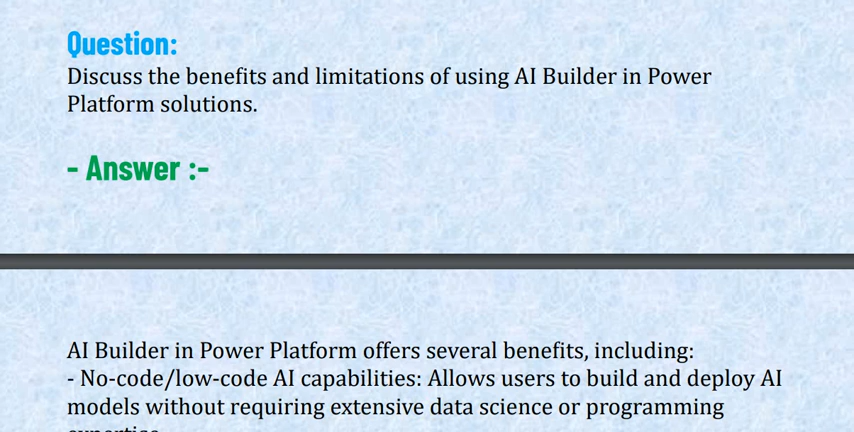 Question:
Discuss the benefits and limitations of using AI Builder in Power
Platform solutions.
- Answer :-
AI Builder in Power Platform offers several benefits, including:
- No-code/low-code AI capabilities: Allows users to build and deploy AI
models without requiring extensive data science or programming